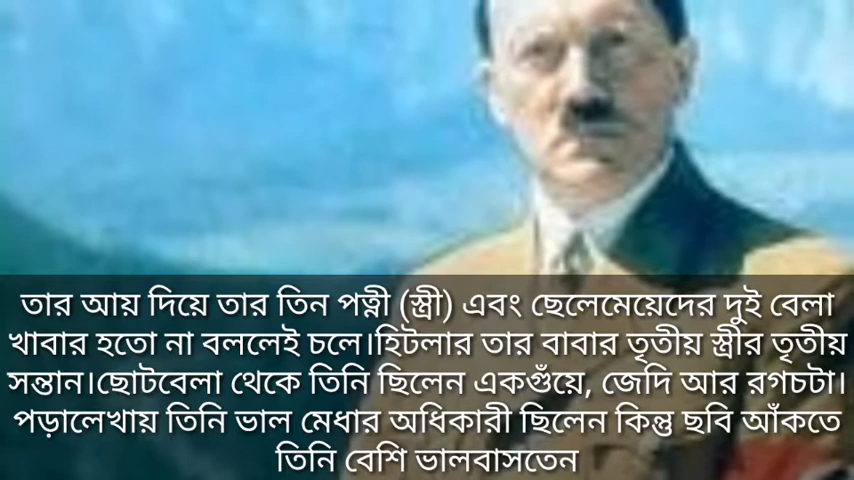 তার আয় দিয়ে তার তিন পত্নী (স্ত্রী) এবং ছেলেমেয়েদের দুই বেলা
খাবার হতো না বললেই চলে।হিটলার তার বাবার তৃতীয় স্ত্রীর তৃতীয়
সন্তান।ছোটবেলা থেকে তিনি ছিলেন একগুঁয়ে, জেদি আর রগচটা।
পড়ালেখায় তিনি ভাল মেধার অধিকারী ছিলেন কিন্তু ছবি আঁকতে
তিনি বেশি ভালবাসতেন